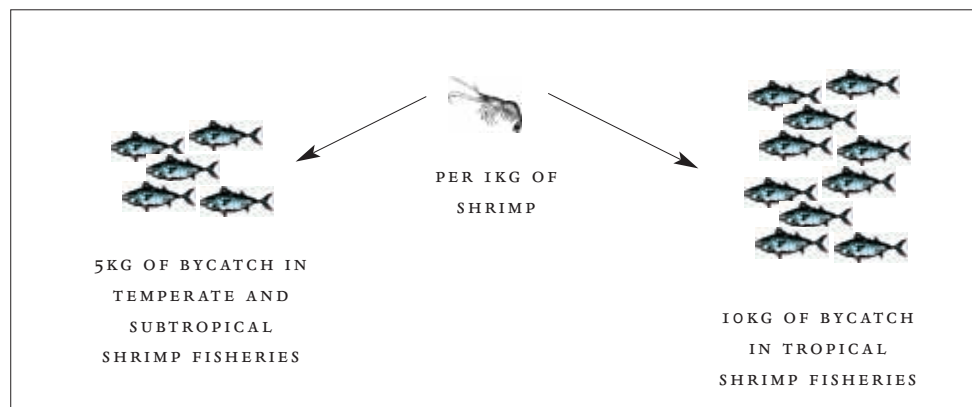 PER 1KG OF
SHRIMP
5KG OF BYCATCH IN
TEMPERATE AND
SUBTROPICAL
SHRIMP FISHERIES
10KG OF BYCATCH
IN TROPICAL
SHRIMP FISHERIES